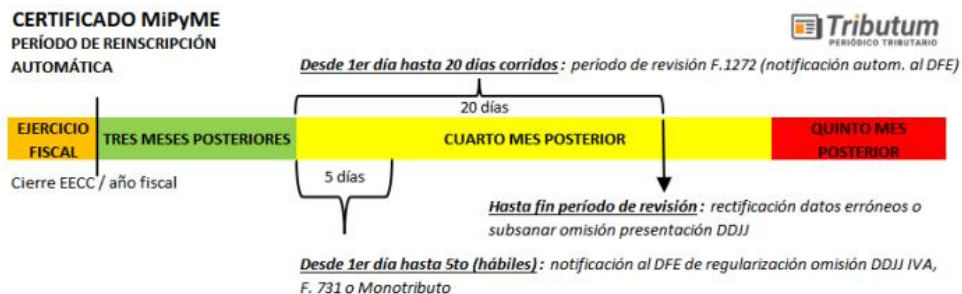 CERTIFICADO MiPyME
PERÍODO DE REINSCRIPCIÓN
AUTOMÁTICA
Tributum
PERIÓDICO TRIBUTARIO
Desde 1er día hasta 20 dias corridos : período de revisión F.1272 (notificación autom. al DFE)
20 días
EJERCICIO
FISCAL
TRES MESES POSTERIORES
CUARTO MES POSTERIOR
QUINTO MES
POSTERIOR
Cierre EECC / año fiscal
5 días
Hasta fin período de revisión : rectificación datos erróneos o
subsanar omisión presentación DDJJ
Desde 1er día hasta 5to (hábiles) : notificación al DFE de regularización omisión DDJJ IVA,
F. 731 o Monotributo